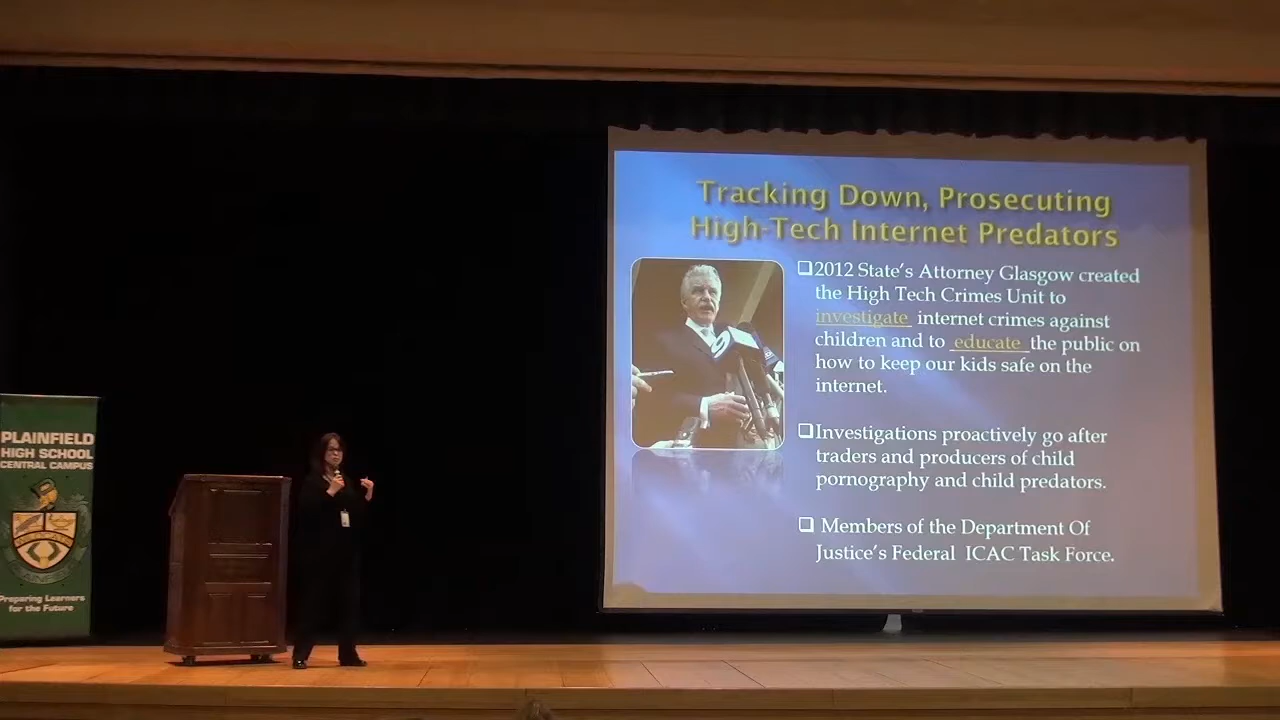 Tracking Down, Prosecuting
High-Tech Internet Predators
❑2012 State's Attorney Glasgow created
the High Tech Crimes Unit to
investigate internet crimes against
children and to educate the public on
how to keep our kids safe on the
internet.
❑Investigations proactively go after
traders and producers of child
pornography and child predators.
❑ Members of the Department Of
Justice's Federal ICAC Task Force.
PLAINFIELD
HIGH SCHOOL
CENTRAL CAMPUS
Preparing Learners
for the Future